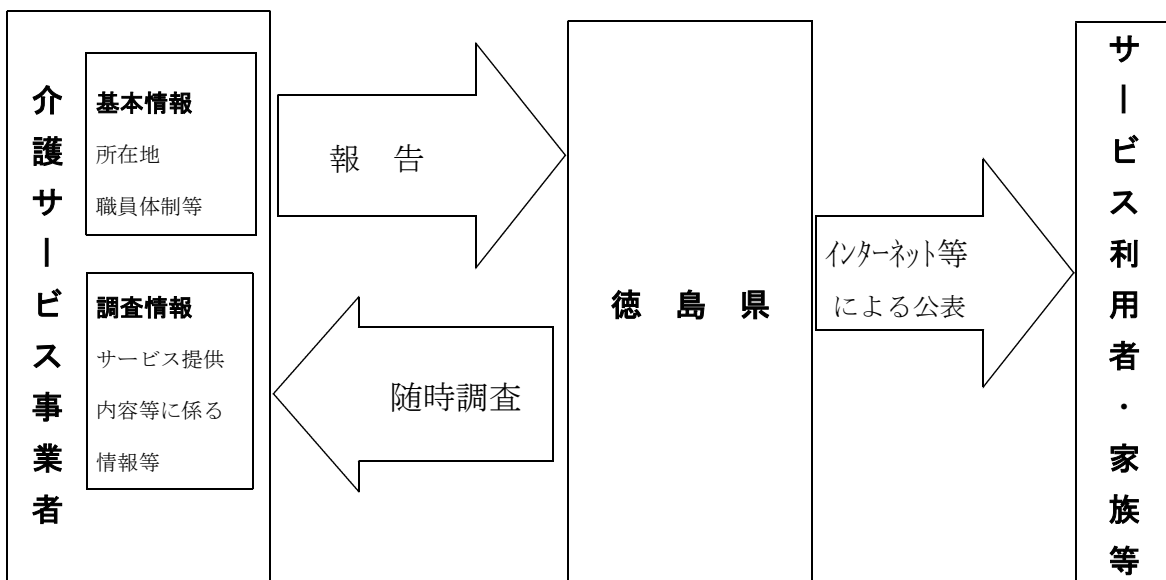 介護サービス事業者
基本情報
所在地
職員体制等
調査情報
サービス提供
内容等に係る
情報等
報　告
随時調査
徳　島　県
インターネット等
による公表
サービス利用者・家族等